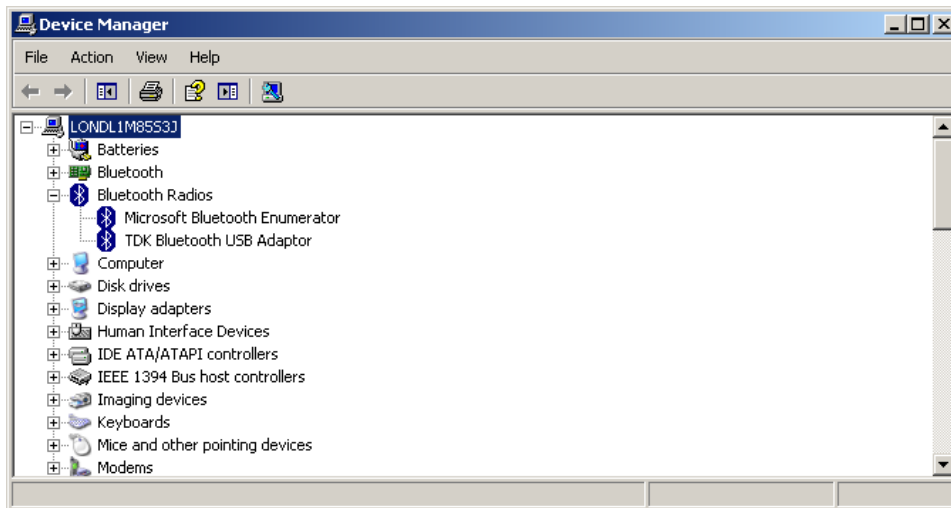 Device Manager
File Action View Help
LONDL1M85S3J
Batteries
Bluetooth
Bluetooth Radios
Microsoft Bluetooth Enumerator
TDK Bluetooth USB Adaptor
Computer
Disk drives
Display adapters
Human Interface Devices
IDE ATA/ATAPI controllers
IEEE 1394 Bus host controllers
Imaging devices
Keyboards
Mice and other pointing devices
Modems